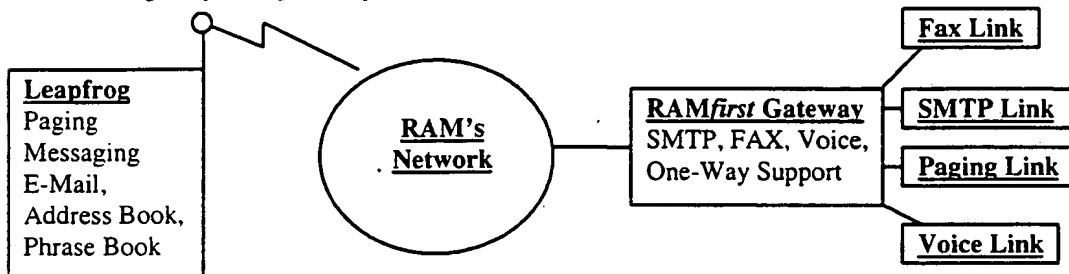 Leapfrog
Paging
Messaging
E-Mail,
Address Book,
Phrase Book
RAM's
Network
RAMfirst Gateway
SMTP, FAX, Voice,
One-Way Support
Fax Link
SMTP Link
Paging Link
Voice Link